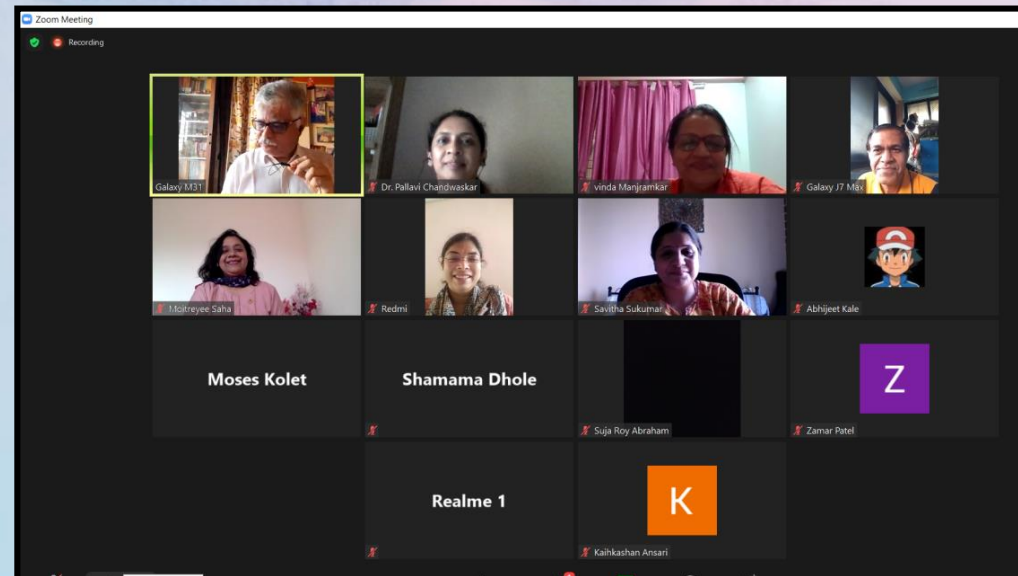 Zoom Meeting
Recording
Galaxy M31
Dr. Pallavi Chandwaskar
vinda Manjramkar
Galaxy J7 Max
Moitreyee Saha
Redmi
Savitha Sukumar
Abhijeet Kale
Moses Kolet
Shamama Dhole
Suja Roy Abraham
Z
Zamar Patel
Realme 1
K
Kaihkashan Ansari